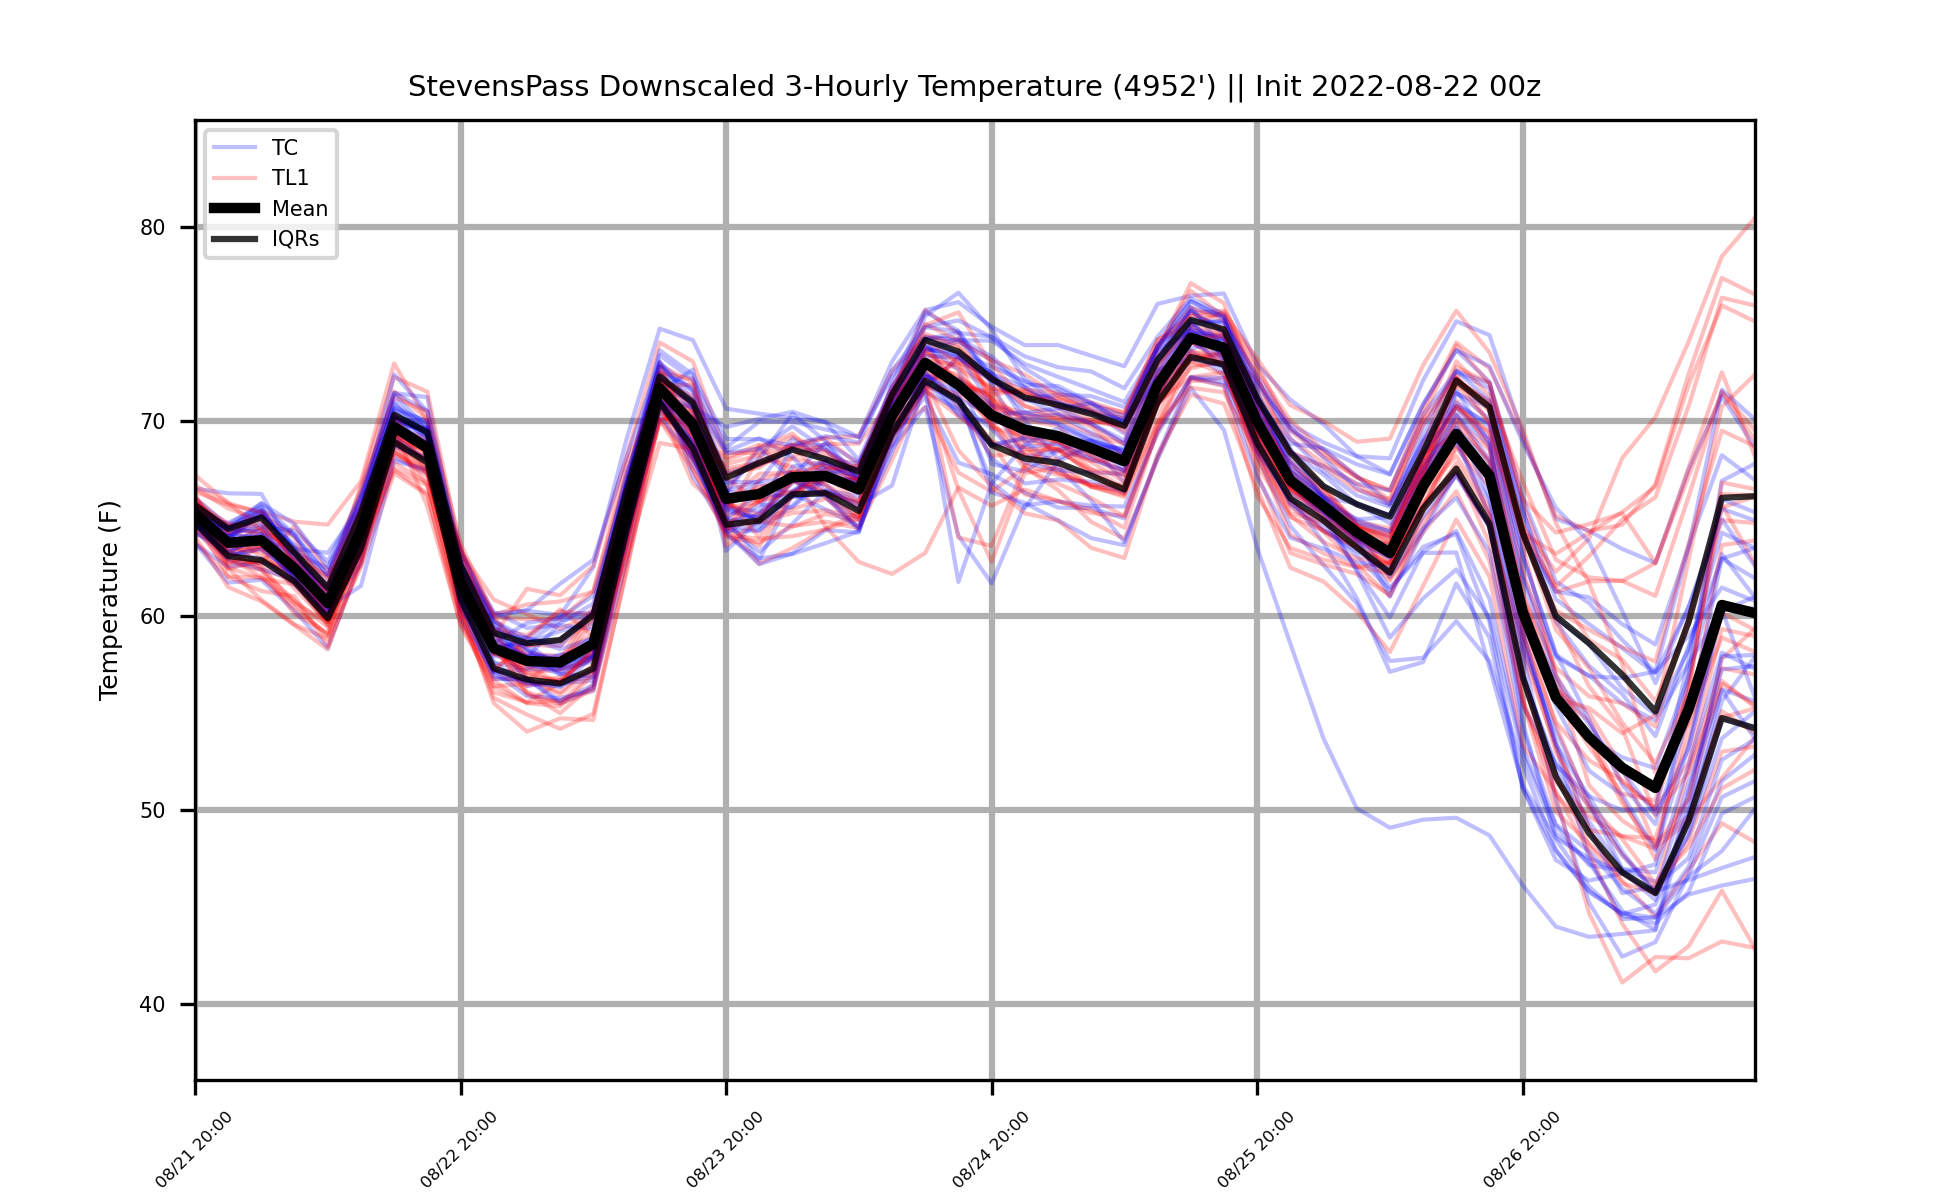 StevensPass Downscaled 3-Hourly Temperature (4952') || Init 2022-08-22 00z
TC
TL1
Mean
IQRs
Temperature (F)
80
70
60
50
40
08/21 20:00
08/22 20:00
08/23 20:00
08/24 20:00
08/25 20:00
08/26 20:00